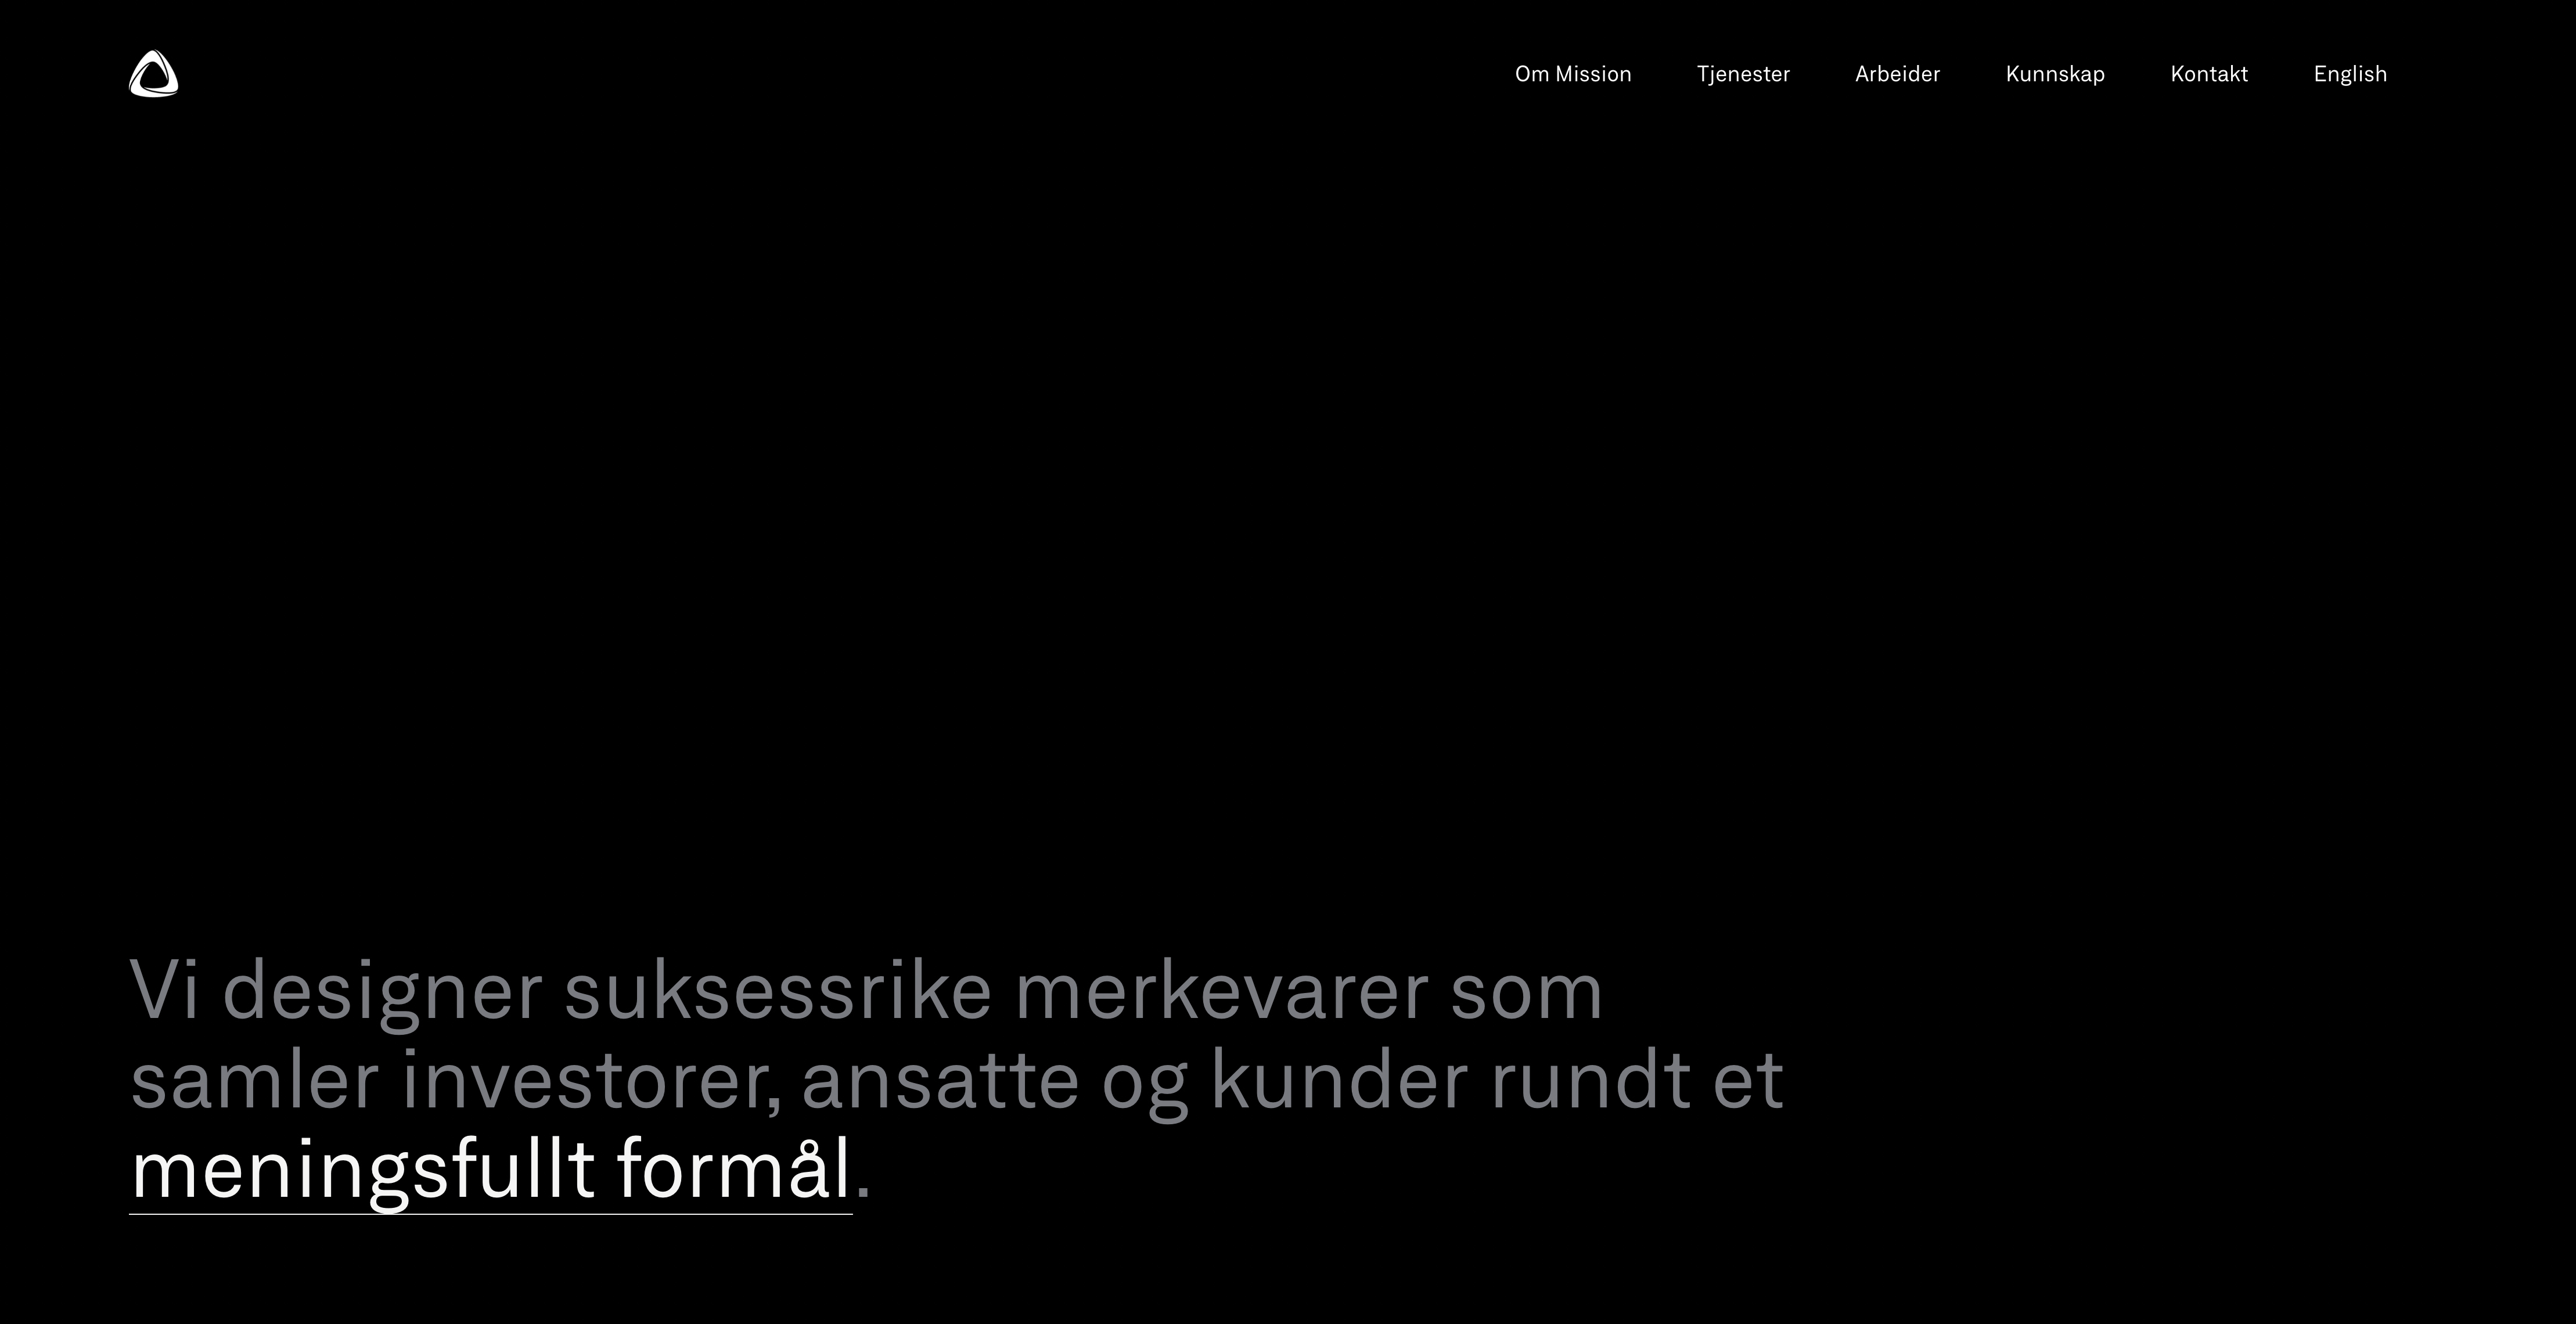 Om Mission Tjenester Arbeider Kunnskap Kontakt English
Vi designer suksessrike merkevarer som
samler investorer, ansatte og kunder rundt et
meningsfullt formål.